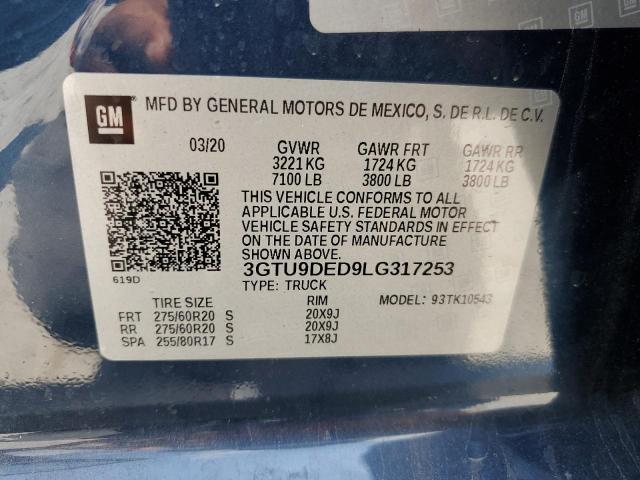 GM MFD BY GENERAL MOTORS DE MEXICO, S. DE R.L. DE C.V.
03/20 GVWR GAWR FRT GAWR RR
3221 KG 1724 KG 1724 KG
7100 LB 3800 LB 3800 LB
THIS VEHICLE CONFORMS TO ALL
APPLICABLE U.S. FEDERAL MOTOR
VEHICLE SAFETY STANDARDS IN EFFECT
ON THE DATE OF MANUFACTURE
SHOWN ABOVE.
619D
3GTU9DED9LG317253
TYPE: TRUCK
TIRE SIZE RIM MODEL: 93TK10543
FRT 275/60R20 S 20X9J
RR 275/60R20 S 20X9J
SPA 255/80R17 S 17X8J